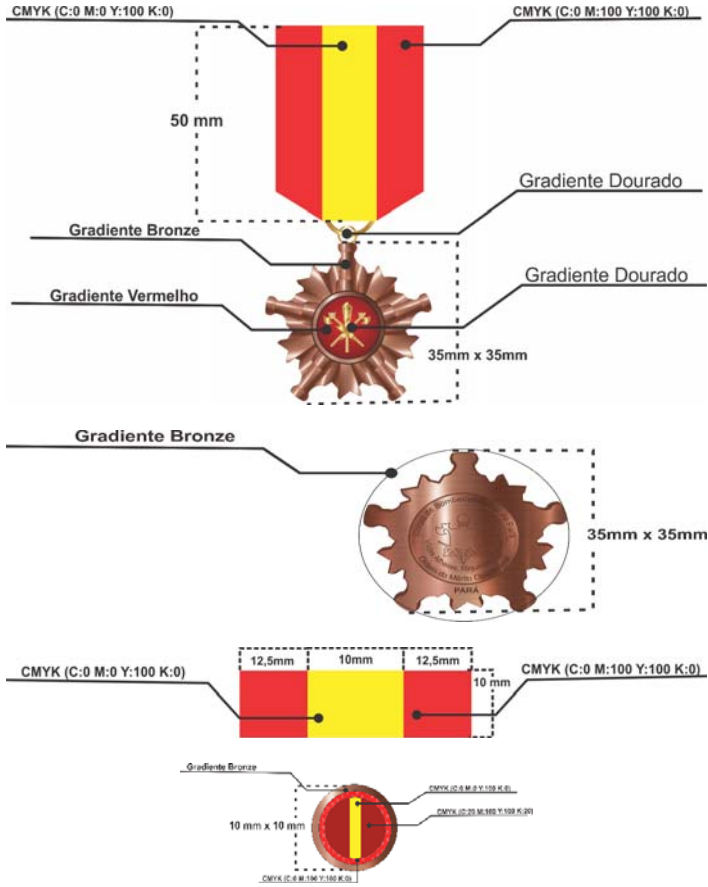 CMYK (C:0 M:0 Y:100 K:0)
CMYK (C:0 M:100 Y:100 K:0)
50 mm
Gradiente Dourado
Gradiente Bronze
Gradiente Vermelho
Gradiente Dourado
35mm x 35mm
Gradiente Bronze
35mm x 35mm
PARÁ
12,5mm
10mm
12,5mm
CMYK (C:0 M:0 Y:100 K:0)
10 mm
CMYK (C:0 M:100 Y:100 K:0)
Gradiente Bronze
CMYK (C:0 M:0 Y:100 K:0)
10 mm x 10 mm
CMYK (C:20 M:100 Y:100 K:20)
CMYK (C:0 M:100 Y:100 K:0)